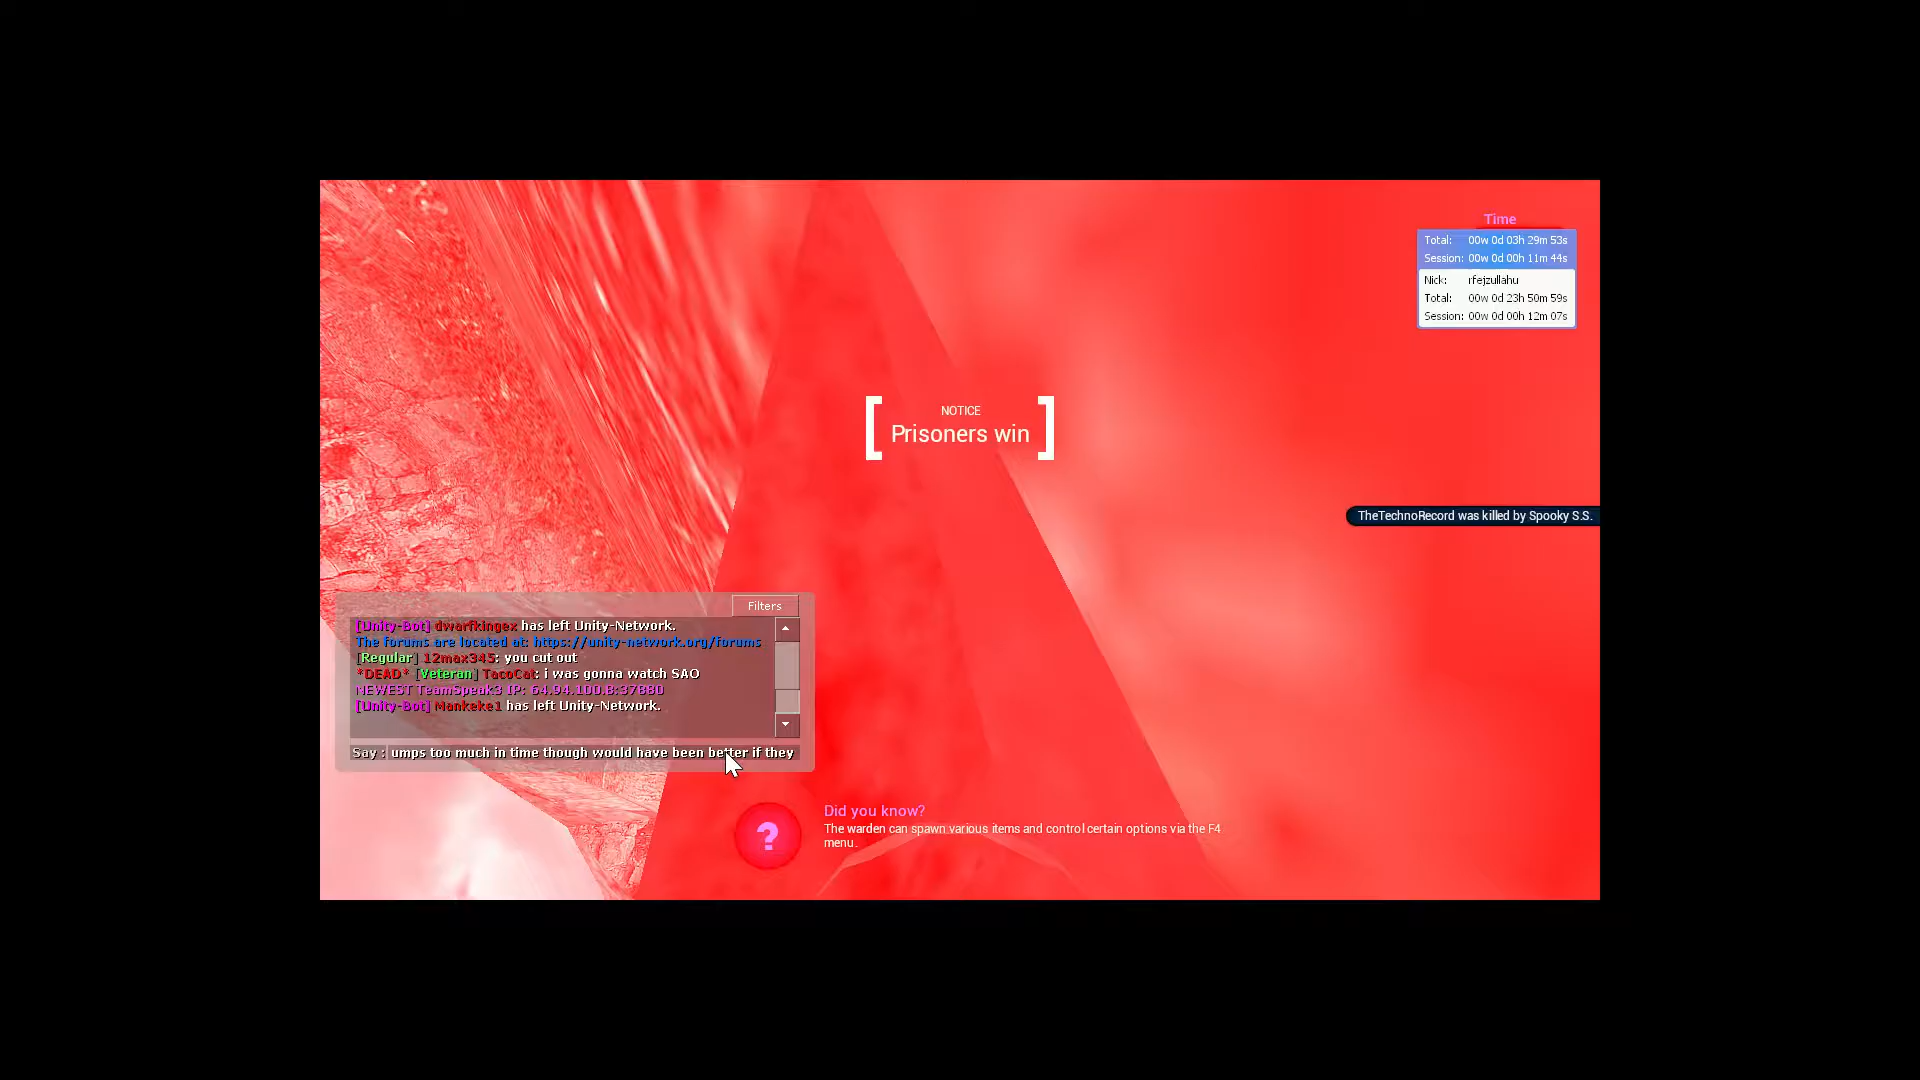 Time
Total: 00w 0d 03h 29m 53s
Session: 00w 0d 00h 11m 44s
Nick: rfejzullahu
Total: 00w 0d 23h 50m 59s
Session: 00w 0d 00h 12m 07s
NOTICE
Prisoners win
TheTechnoRecord was killed by Spooky S.S.
Filters
[Unity-Bot] dwarfkingex has left Unity-Network.
The forums are located at: https://unity-network.org/forums
[Regular] 12max345: you cut out
*DEAD* [Veteran] TacoCat: i was gonna watch SAO
NEWEST TeamSpeak3 IP: 64.94.100.8:37880
[Unity-Bot] Mankeke1 has left Unity-Network.
Say : umps too much in time though would have been better if they
Did you know?
The warden can spawn various items and control certain options via the F4
menu.
?